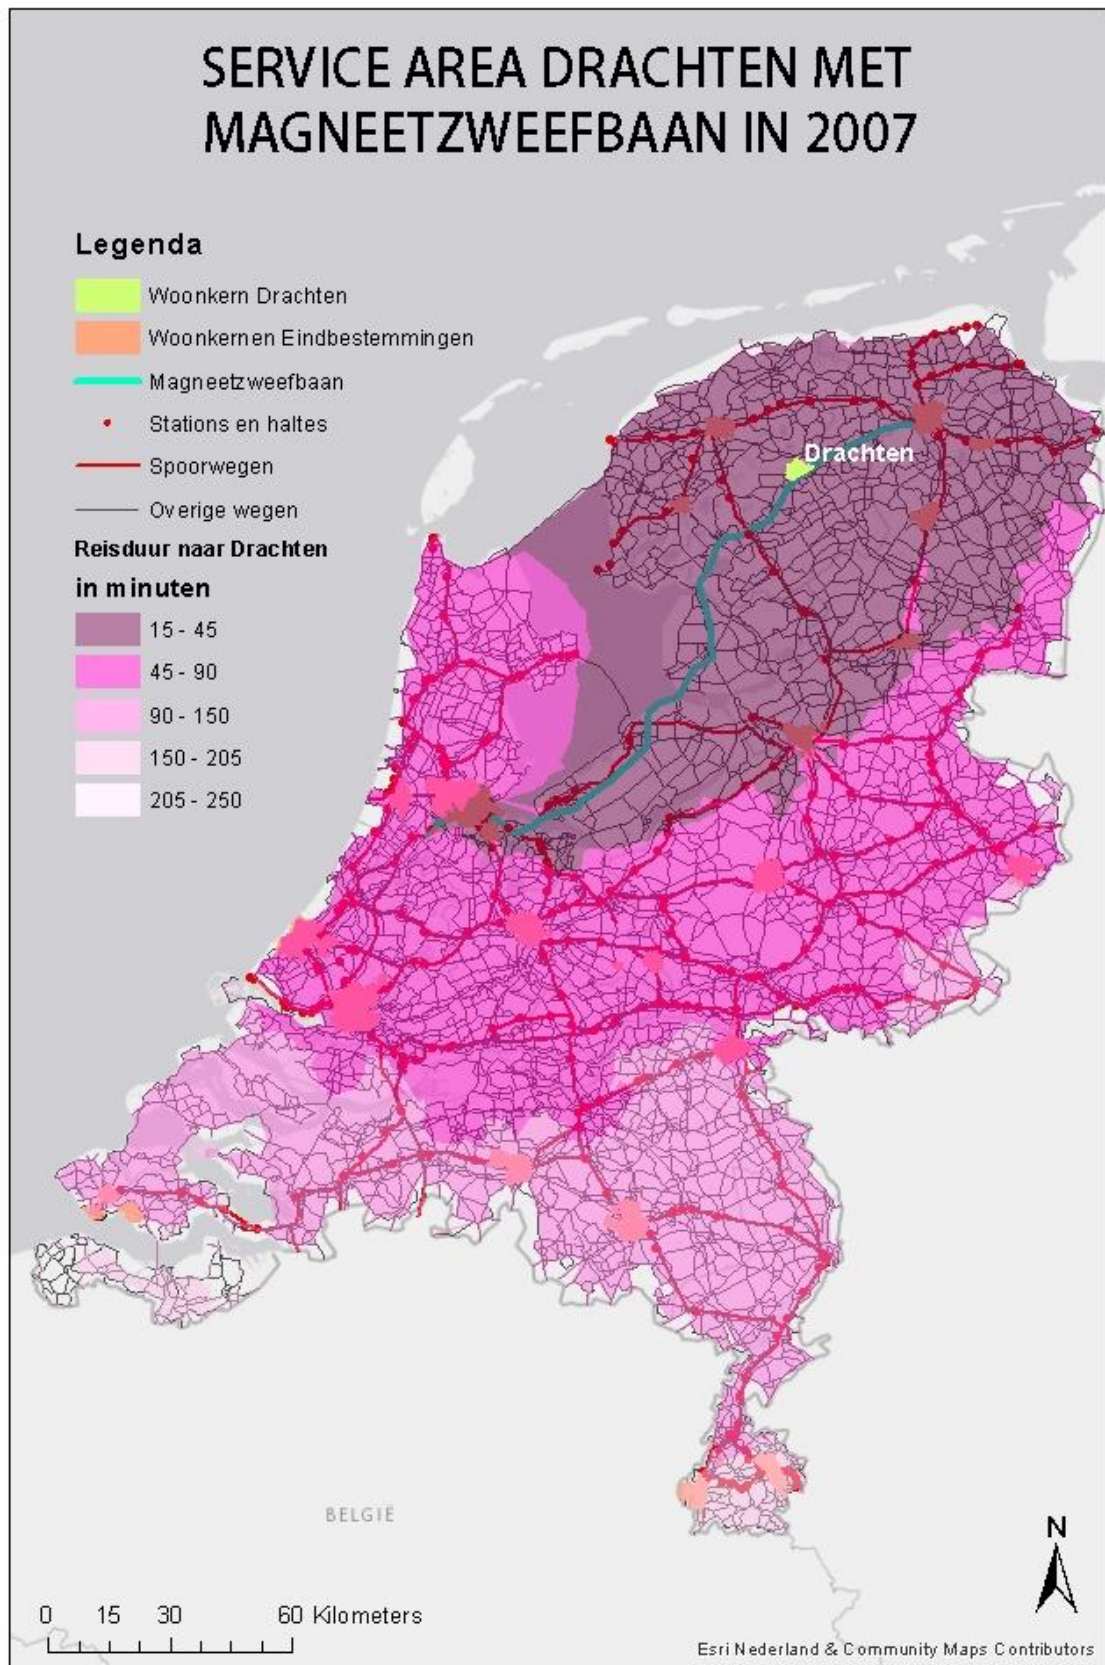 SERVICE AREA DRACHTEN MET
MAGNEETZWEEFBAAN IN 2007
Legenda
Woonkern Drachten
Woonkernen Eindbestemmingen
Magneetzweefbaan
Stations en haltes
Spoorwegen
Overige wegen
Reisduur naar Drachten
in minuten
15 - 45
45 - 90
90 - 150
150 - 205
205 - 250
Drachten
BELGIË
N
0 15 30 60 Kilometers
Esri Nederland & Community Maps Contributors